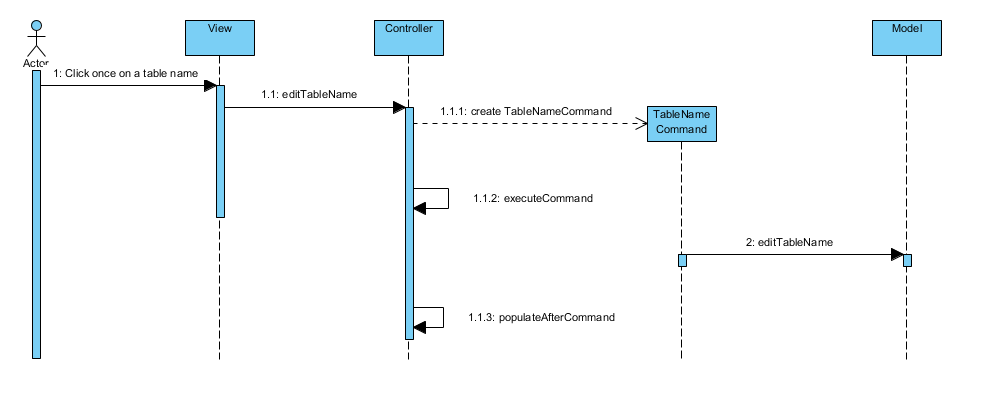 View
Controller
Model
Actor
1: Click once on a table name
1.1: editTableName
1.1.1: create TableNameCommand
TableName
Command
1.1.2: executeCommand
2: editTableName
1.1.3: populateAfterCommand